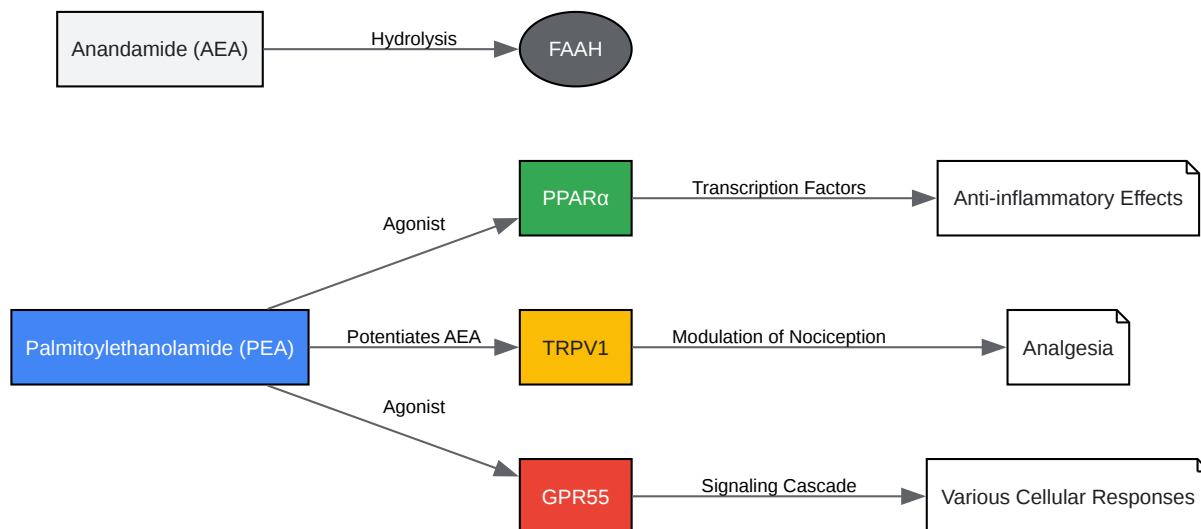 Anandamide (AEA)
Hydrolysis
FAAH
PPARα
Transcription Factors
Anti-inflammatory Effects
Agonist
Palmitoylethanolamide (PEA)
Potentiates AEA
TRPV1
Modulation of Nociception
Analgesia
Agonist
GPR55
Signaling Cascade
Various Cellular Responses